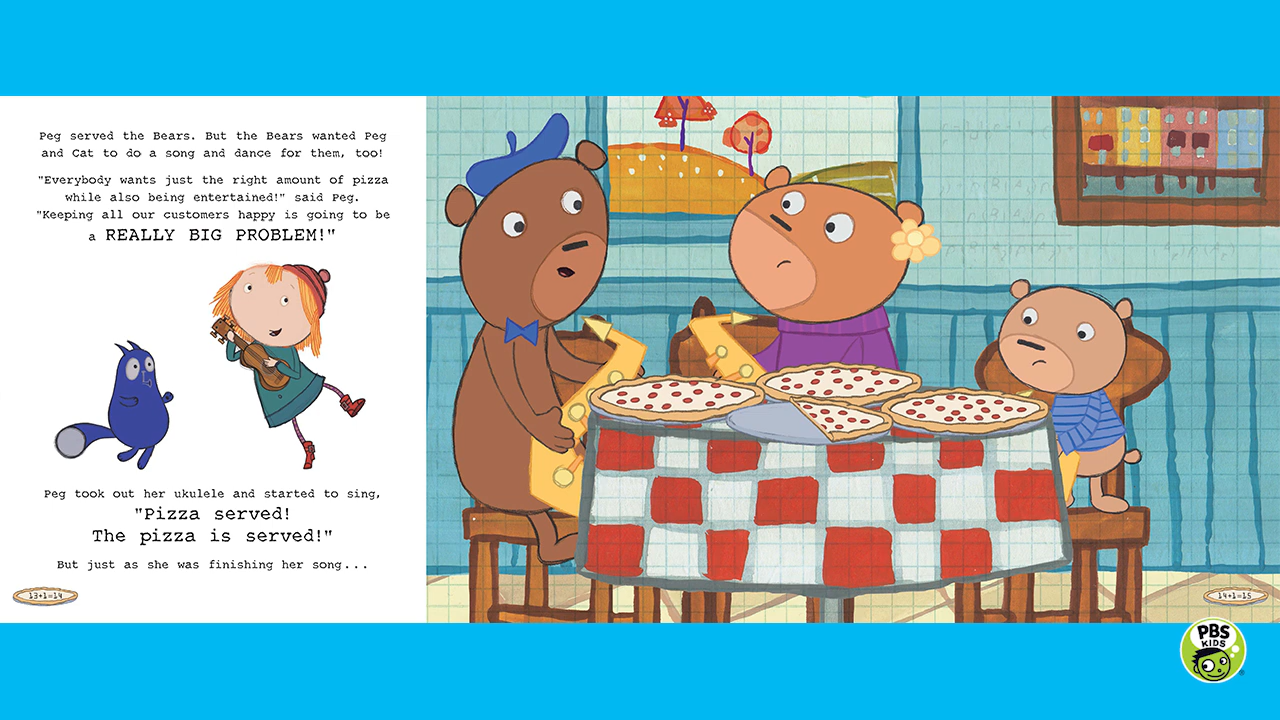 Peg served the Bears. But the Bears wanted Peg
and Cat to do a song and dance for them, too!
"Everybody wants just the right amount of pizza
while also being entertained!" said Peg.
"Keeping all our customers happy is going to be
a REALLY BIG PROBLEM!"
Peg took out her ukulele and started to sing,
"Pizza served!
The pizza is served!"
But just as she was finishing her song...
13+1=14
14+1=15
PBS
KIDS